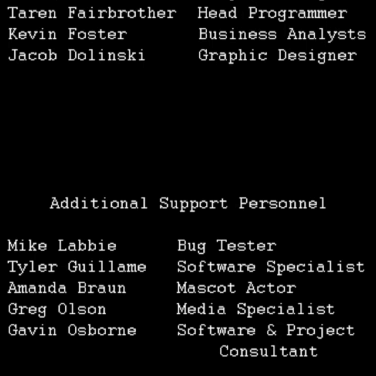 Taren Fairbrother Head Programmer
Kevin Foster Business Analysts
Jacob Dolinski Graphic Designer
Additional Support Personnel
Mike Labbie Bug Tester
Tyler Guillame Software Specialist
Amanda Braun Mascot Actor
Greg Olson Media Specialist
Gavin Osborne Software & Project
Consultant